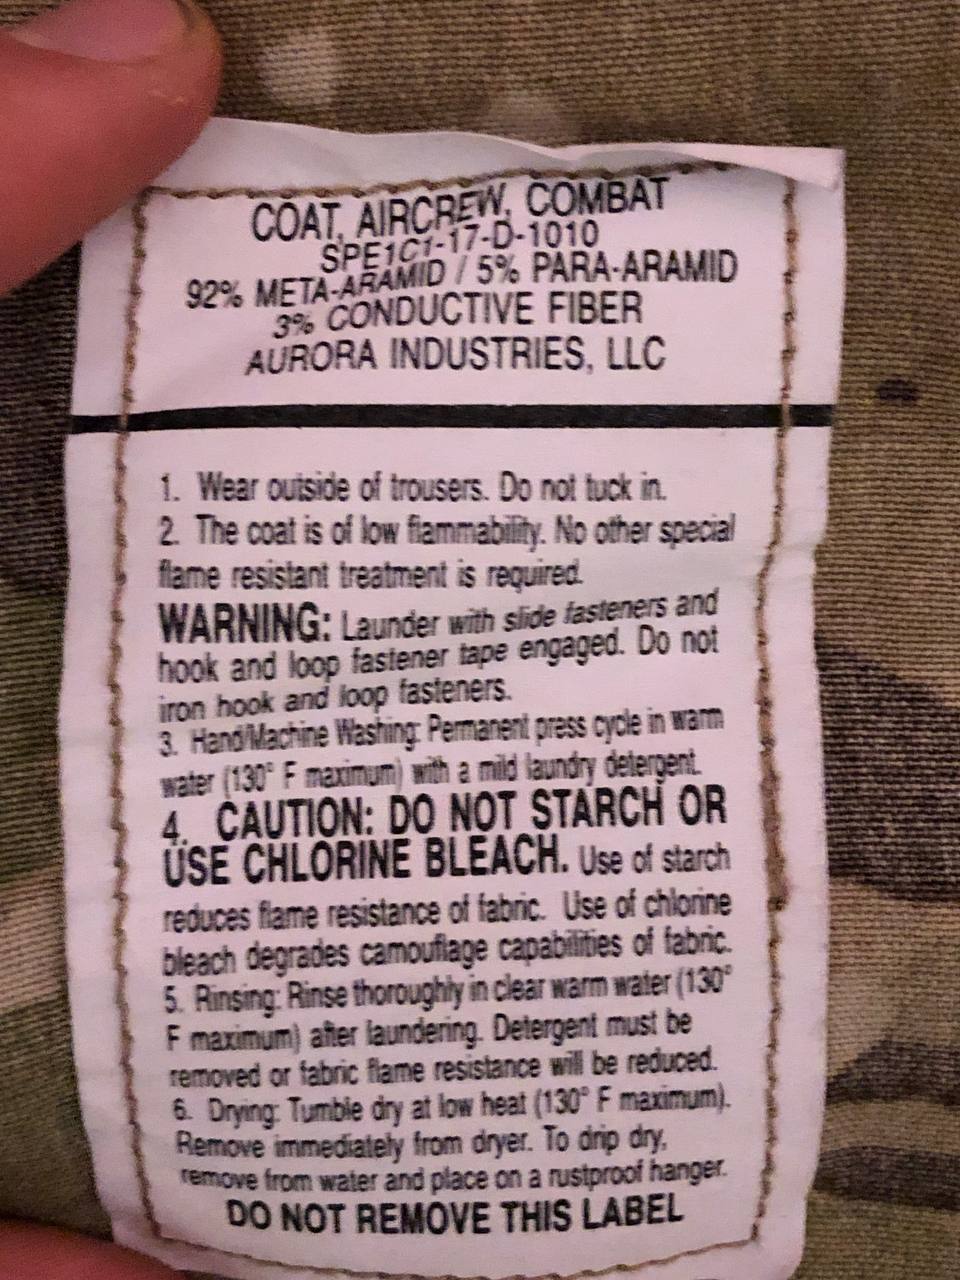 COAT, AIRCREW, COMBAT
SPE1C1-17-D-1010
92% META-ARAMID / 5% PARA-ARAMID
3% CONDUCTIVE FIBER
AURORA INDUSTRIES, LLC
1. Wear outside of trousers. Do not tuck in.
2. The coat is of low flammability. No other special
flame resistant treatment is required.
WARNING: Launder with slide fasteners and
hook and loop fastener tape engaged. Do not
iron hook and loop fasteners.
3. Hand/Machine Washing: Permanent press cycle in warm
water (130° F maximum) with a mild laundry detergent.
4. CAUTION: DO NOT STARCH OR
USE CHLORINE BLEACH. Use of starch
reduces flame resistance of fabric. Use of chlorine
bleach degrades camouflage capabilities of fabric.
5. Rinsing: Rinse thoroughly in clear warm water (130°
F maximum) after laundering. Detergent must be
removed or fabric flame resistance will be reduced.
6. Drying: Tumble dry at low heat (130° F maximum).
Remove immediately from dryer. To drip dry,
remove from water and place on a rustproof hanger.
DO NOT REMOVE THIS LABEL